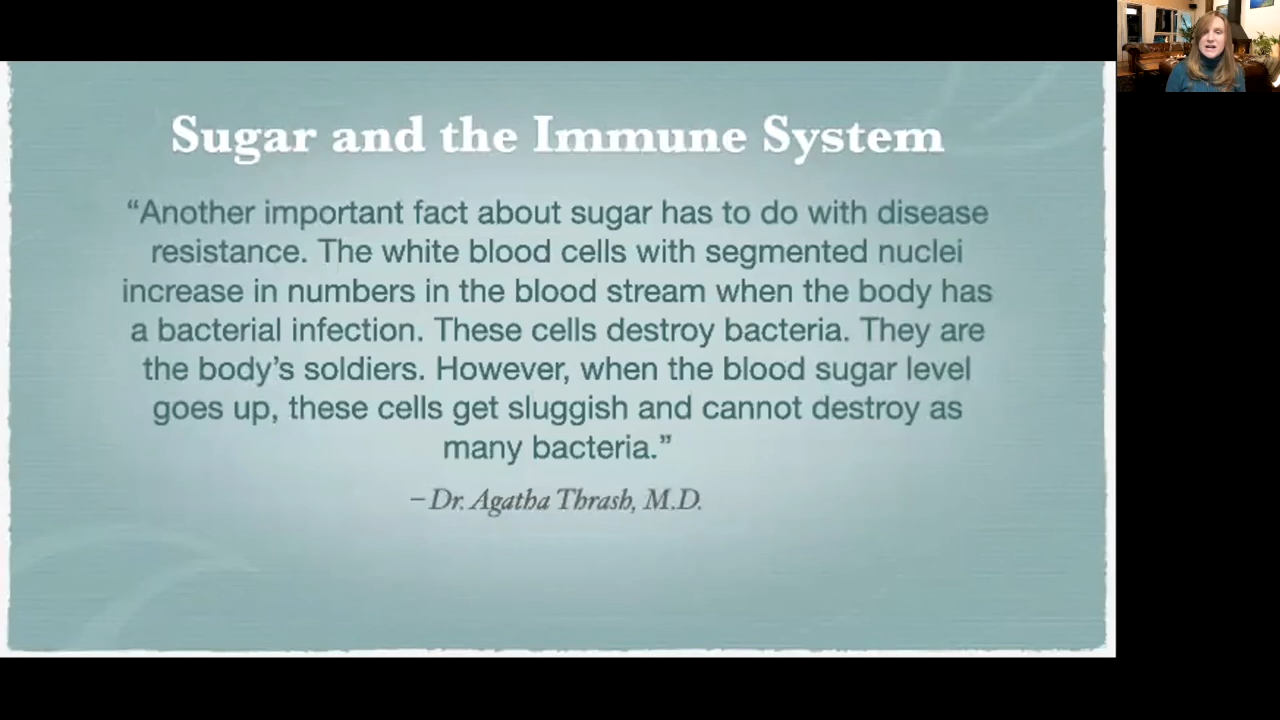 Sugar and the Immune System
“Another important fact about sugar has to do with disease
resistance. The white blood cells with segmented nuclei
increase in numbers in the blood stream when the body has
a bacterial infection. These cells destroy bacteria. They are
the body’s soldiers. However, when the blood sugar level
goes up, these cells get sluggish and cannot destroy as
many bacteria.”
– Dr. Agatha Thrash, M.D.